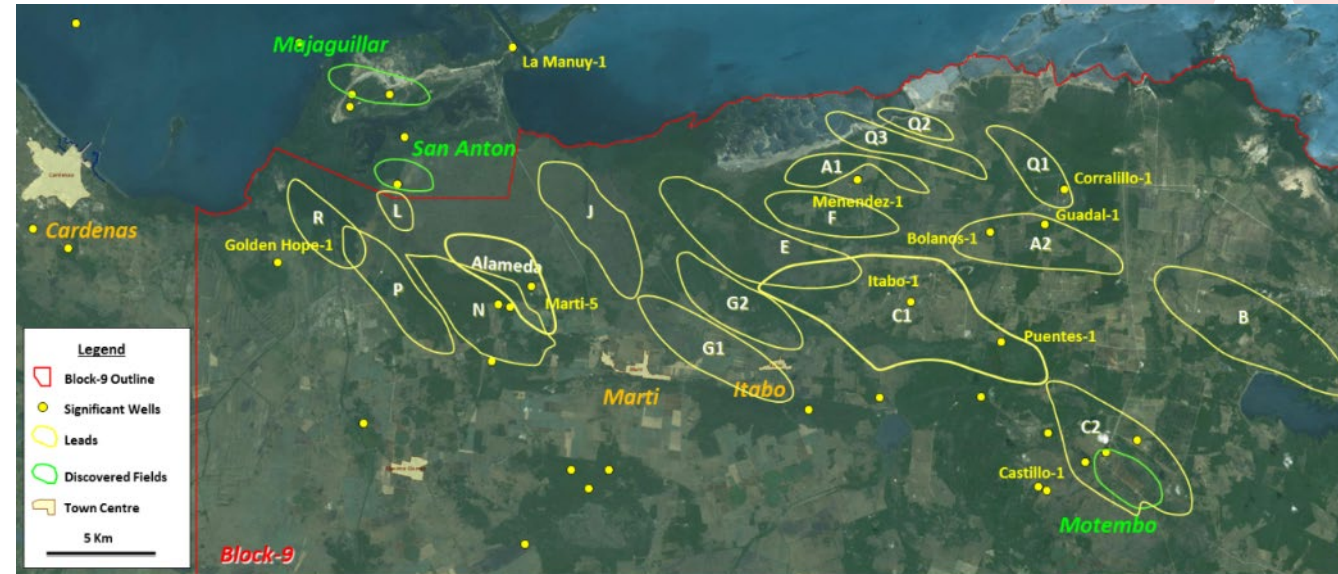 Majaguillar
La Manuy-1
San Anton
Q2
Q3
A1
Q1
Corralillo-1
Menendez-1
R
L
J
F
Guadal-1
Cardenas
Golden Hope-1
E
Bolanos-1
A2
Alameda
P
N
Marti-5
G2
Itabo-1
C1
B
G1
Puentes-1
Marti
Itabo
C2
Castillo-1
Motembo
Block-9
Legend
Block-9 Outline
Significant Wells
Leads
Discovered Fields
Town Centre
5 Km